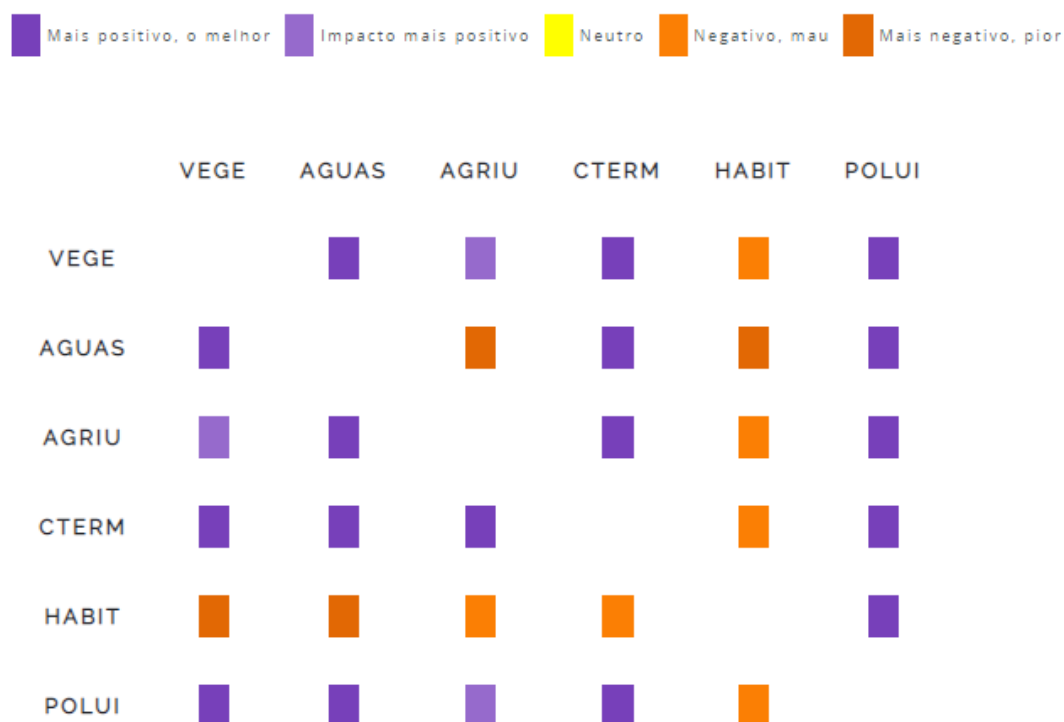 Mais positivo, o melhor Impacto mais positivo Neutro Negativo, mau Mais negativo, pior
VEGE AGUAS AGRIU CTERM HABIT POLUI
VEGE
AGUAS
AGRIU
CTERM
HABIT
POLUI